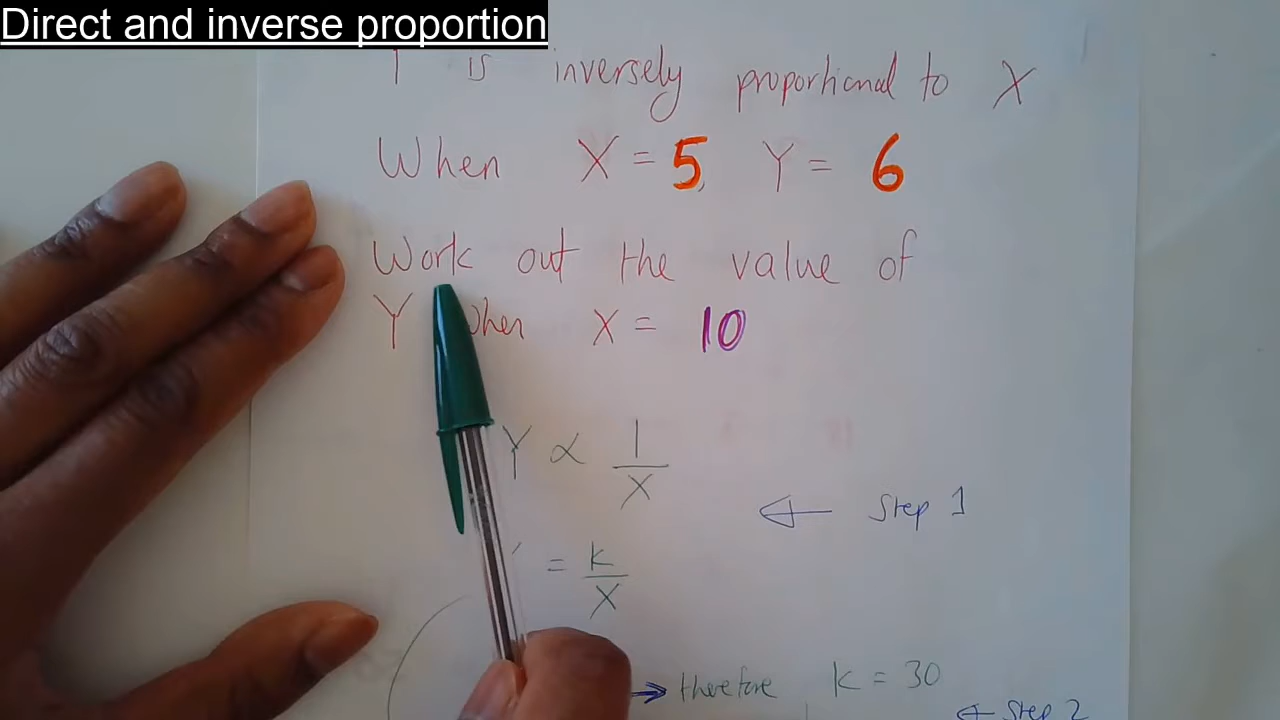 Direct and inverse proportion
Y is inversely proportional to X
When X = 5, Y = 6
Work out the value of
Y when X = 10
Y ∝ 1/X
← Step 1
= k/X
→ therefore k = 30
← Step 2